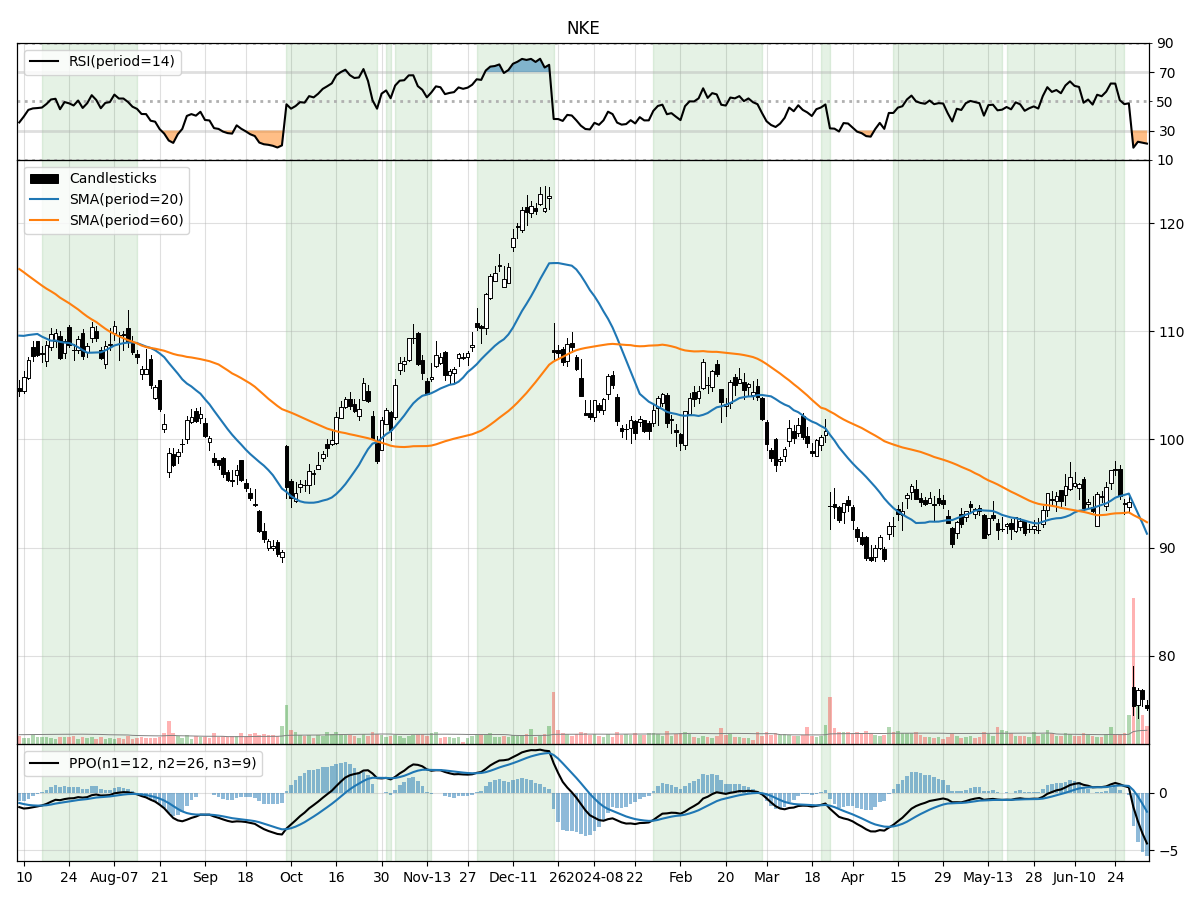 NKE
RSI(period=14)
90
70
50
30
10
Candlesticks
SMA(period=20)
SMA(period=60)
120
110
100
90
80
PPO(n1=12, n2=26, n3=9)
0
−5
10 24 Aug-07 21 Sep 18 Oct 16 30 Nov-13 27 Dec-11 26 2024-08 22 Feb 20 Mar 18 Apr 15 29 May-13 28 Jun-10 24